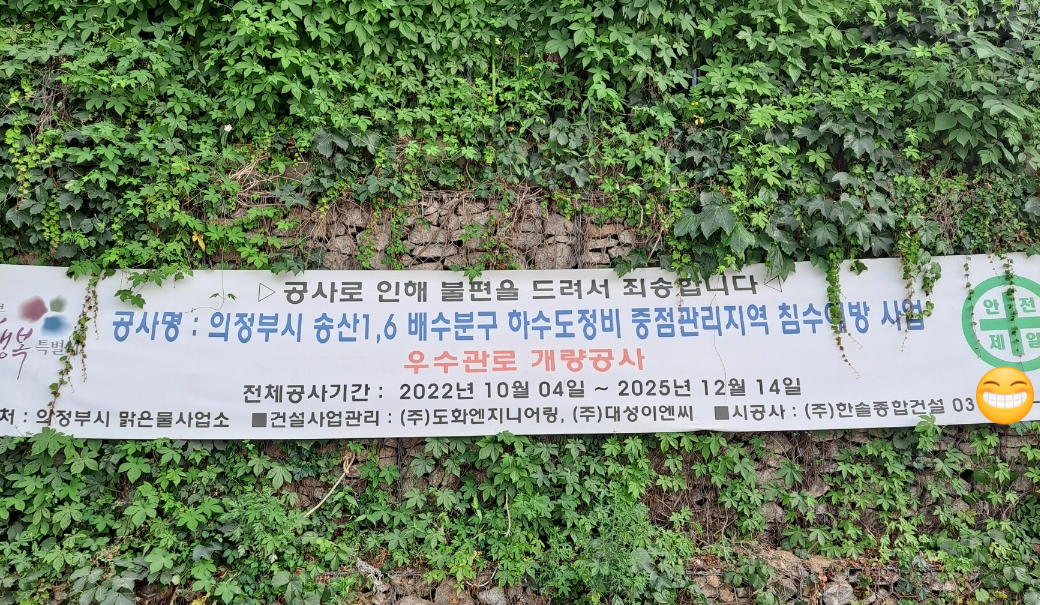 ▷ 공사로 인해 불편을 드려서 죄송합니다 ◁
공사명 : 의정부시 송산1,6 배수분구 하수도정비 중점관리지역 사업
우수관로 개량공사
전체공사기간 : 2022년 10월 04일 ~ 2025년 12월 14일
처 : 의정부시 맑은물사업소 ■건설사업관리 : (주)도화엔지니어링, (주)대성이엔씨 ■시공사 : (주)한솔종합건설 03
특별
안전
제일